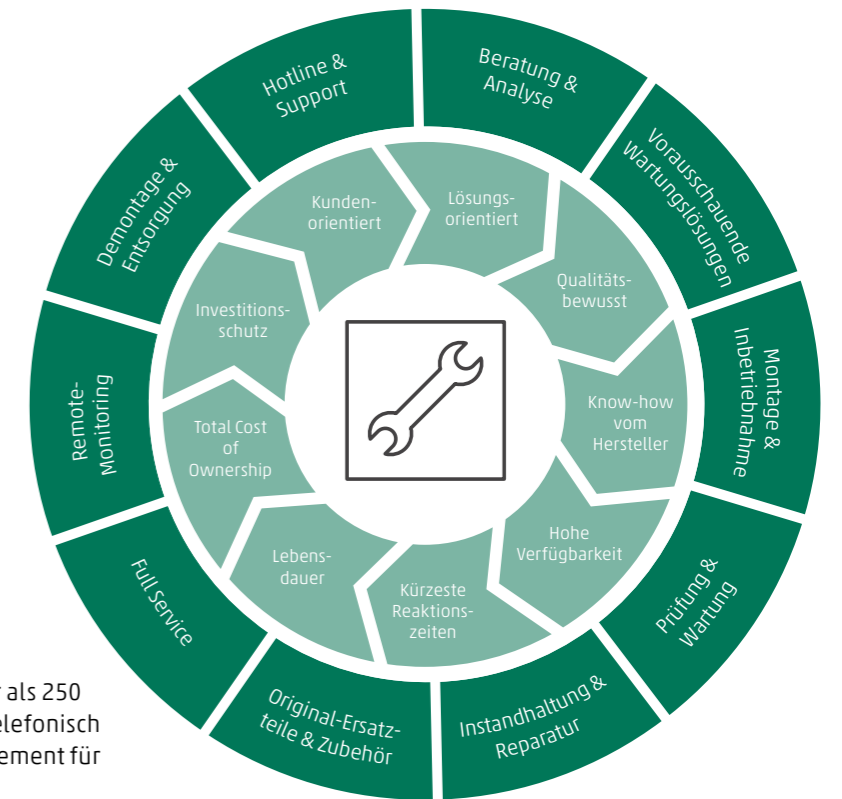 Hotline &
Support
Beratung &
Analyse
Vorausschauende
Wartungslösungen
Montage &
Inbetriebnahme
Prüfung &
Wartung
Instandhaltung &
Reparatur
Original-Ersatz-
teile & Zubehör
Full Service
Remote-
Monitoring
Demontage &
Entsorgung
Kunden-
orientiert
Lösungs-
orientiert
Qualitäts-
bewusst
Know-how
vom
Hersteller
Hohe
Verfügbarkeit
Kürzeste
Reaktions-
zeiten
Lebens-
dauer
Total Cost
of
Ownership
Investitions-
schutz
als 250
elefonisch
ement für